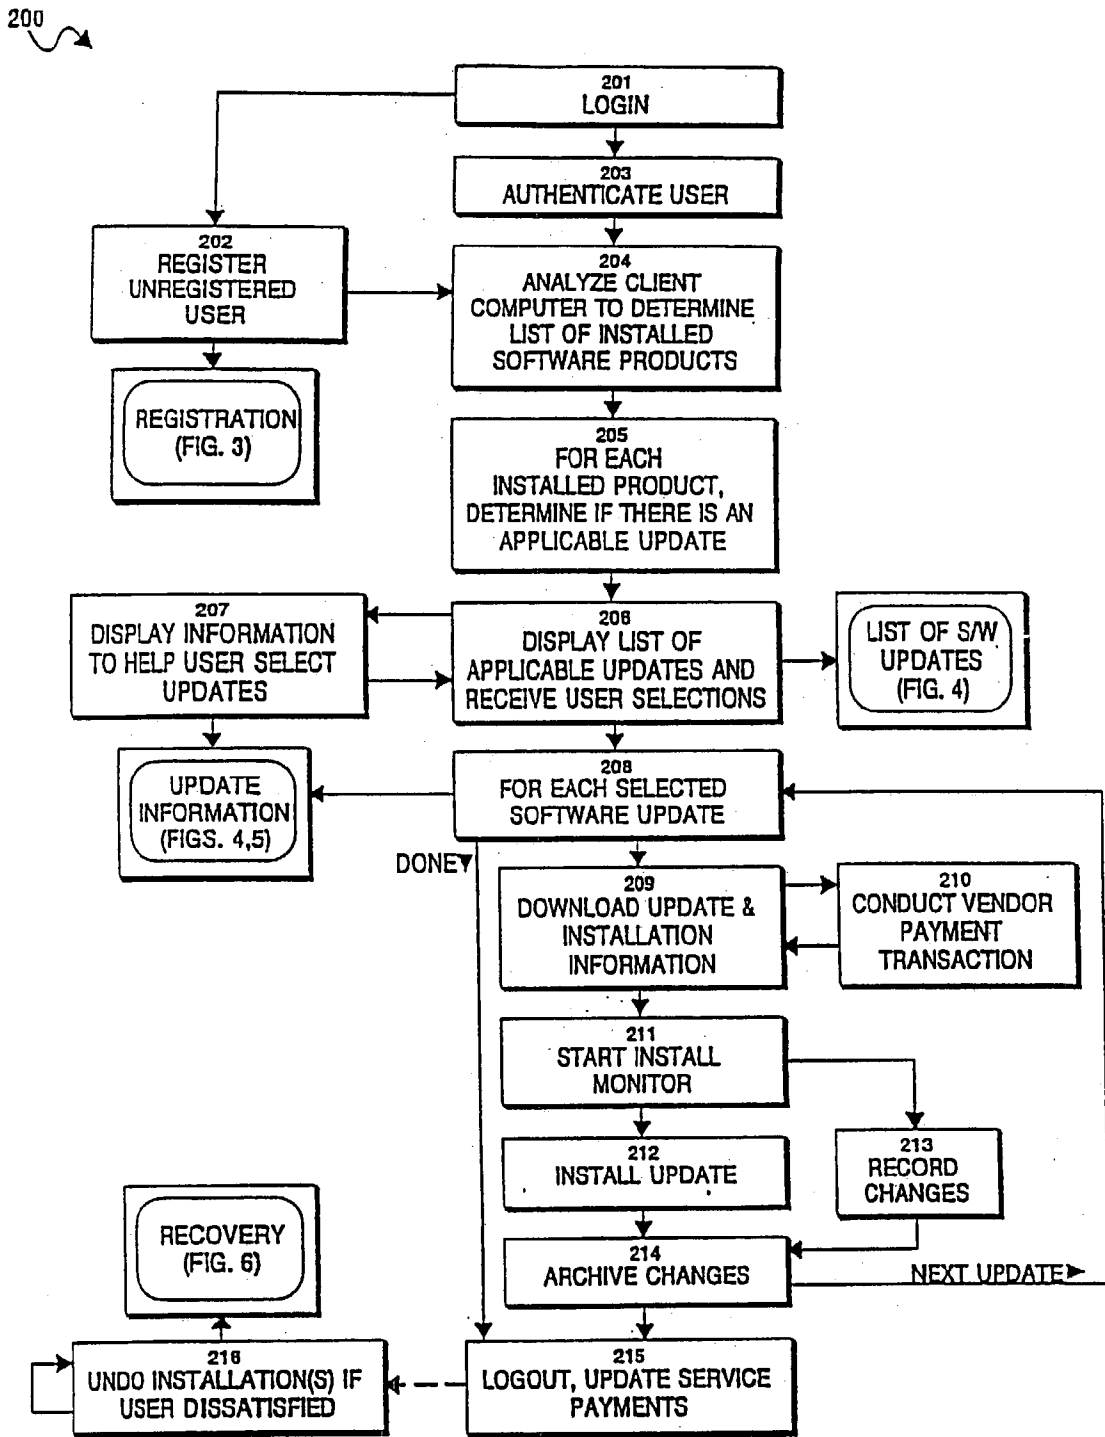 200
201
LOGIN
203
AUTHENTICATE USER
202
REGISTER
UNREGISTERED
USER
204
ANALYZE CLIENT
COMPUTER TO DETERMINE
LIST OF INSTALLED
SOFTWARE PRODUCTS
REGISTRATION
(FIG. 3)
205
FOR EACH
INSTALLED PRODUCT,
DETERMINE IF THERE IS AN
APPLICABLE UPDATE
207
DISPLAY INFORMATION
TO HELP USER SELECT
UPDATES
206
DISPLAY LIST OF
APPLICABLE UPDATES AND
RECEIVE USER SELECTIONS
LIST OF S/W
UPDATES
(FIG. 4)
UPDATE
INFORMATION
(FIGS. 4,5)
208
FOR EACH SELECTED
SOFTWARE UPDATE
DONE
209
DOWNLOAD UPDATE &
INSTALLATION
INFORMATION
210
CONDUCT VENDOR
PAYMENT
TRANSACTION
211
START INSTALL
MONITOR
212
INSTALL UPDATE
213
RECORD
CHANGES
RECOVERY
(FIG. 6)
214
ARCHIVE CHANGES
NEXT UPDATE
216
UNDO INSTALLATION(S) IF
USER DISSATISFIED
215
LOGOUT, UPDATE SERVICE
PAYMENTS